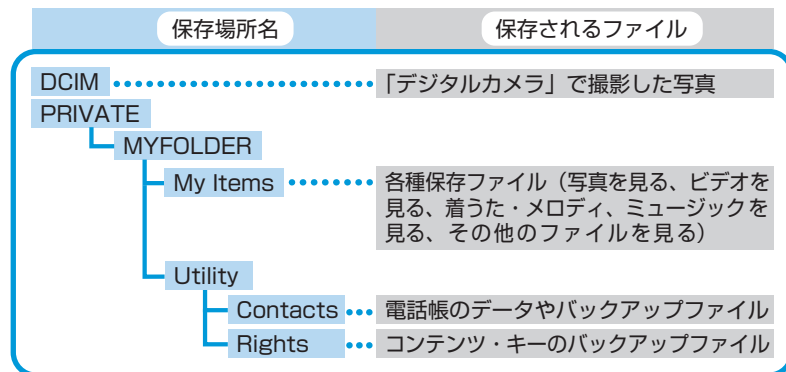 保存場所名 保存されるファイル
DCIM 「デジタルカメラ」で撮影した写真
PRIVATE
MYFOLDER
My Items 各種保存ファイル（写真を見る、ビデオを
見る、着うた・メロディ、ミュージックを
見る、その他のファイルを見る）
Utility
Contacts 電話帳のデータやバックアップファイル
Rights コンテンツ・キーのバックアップファイル